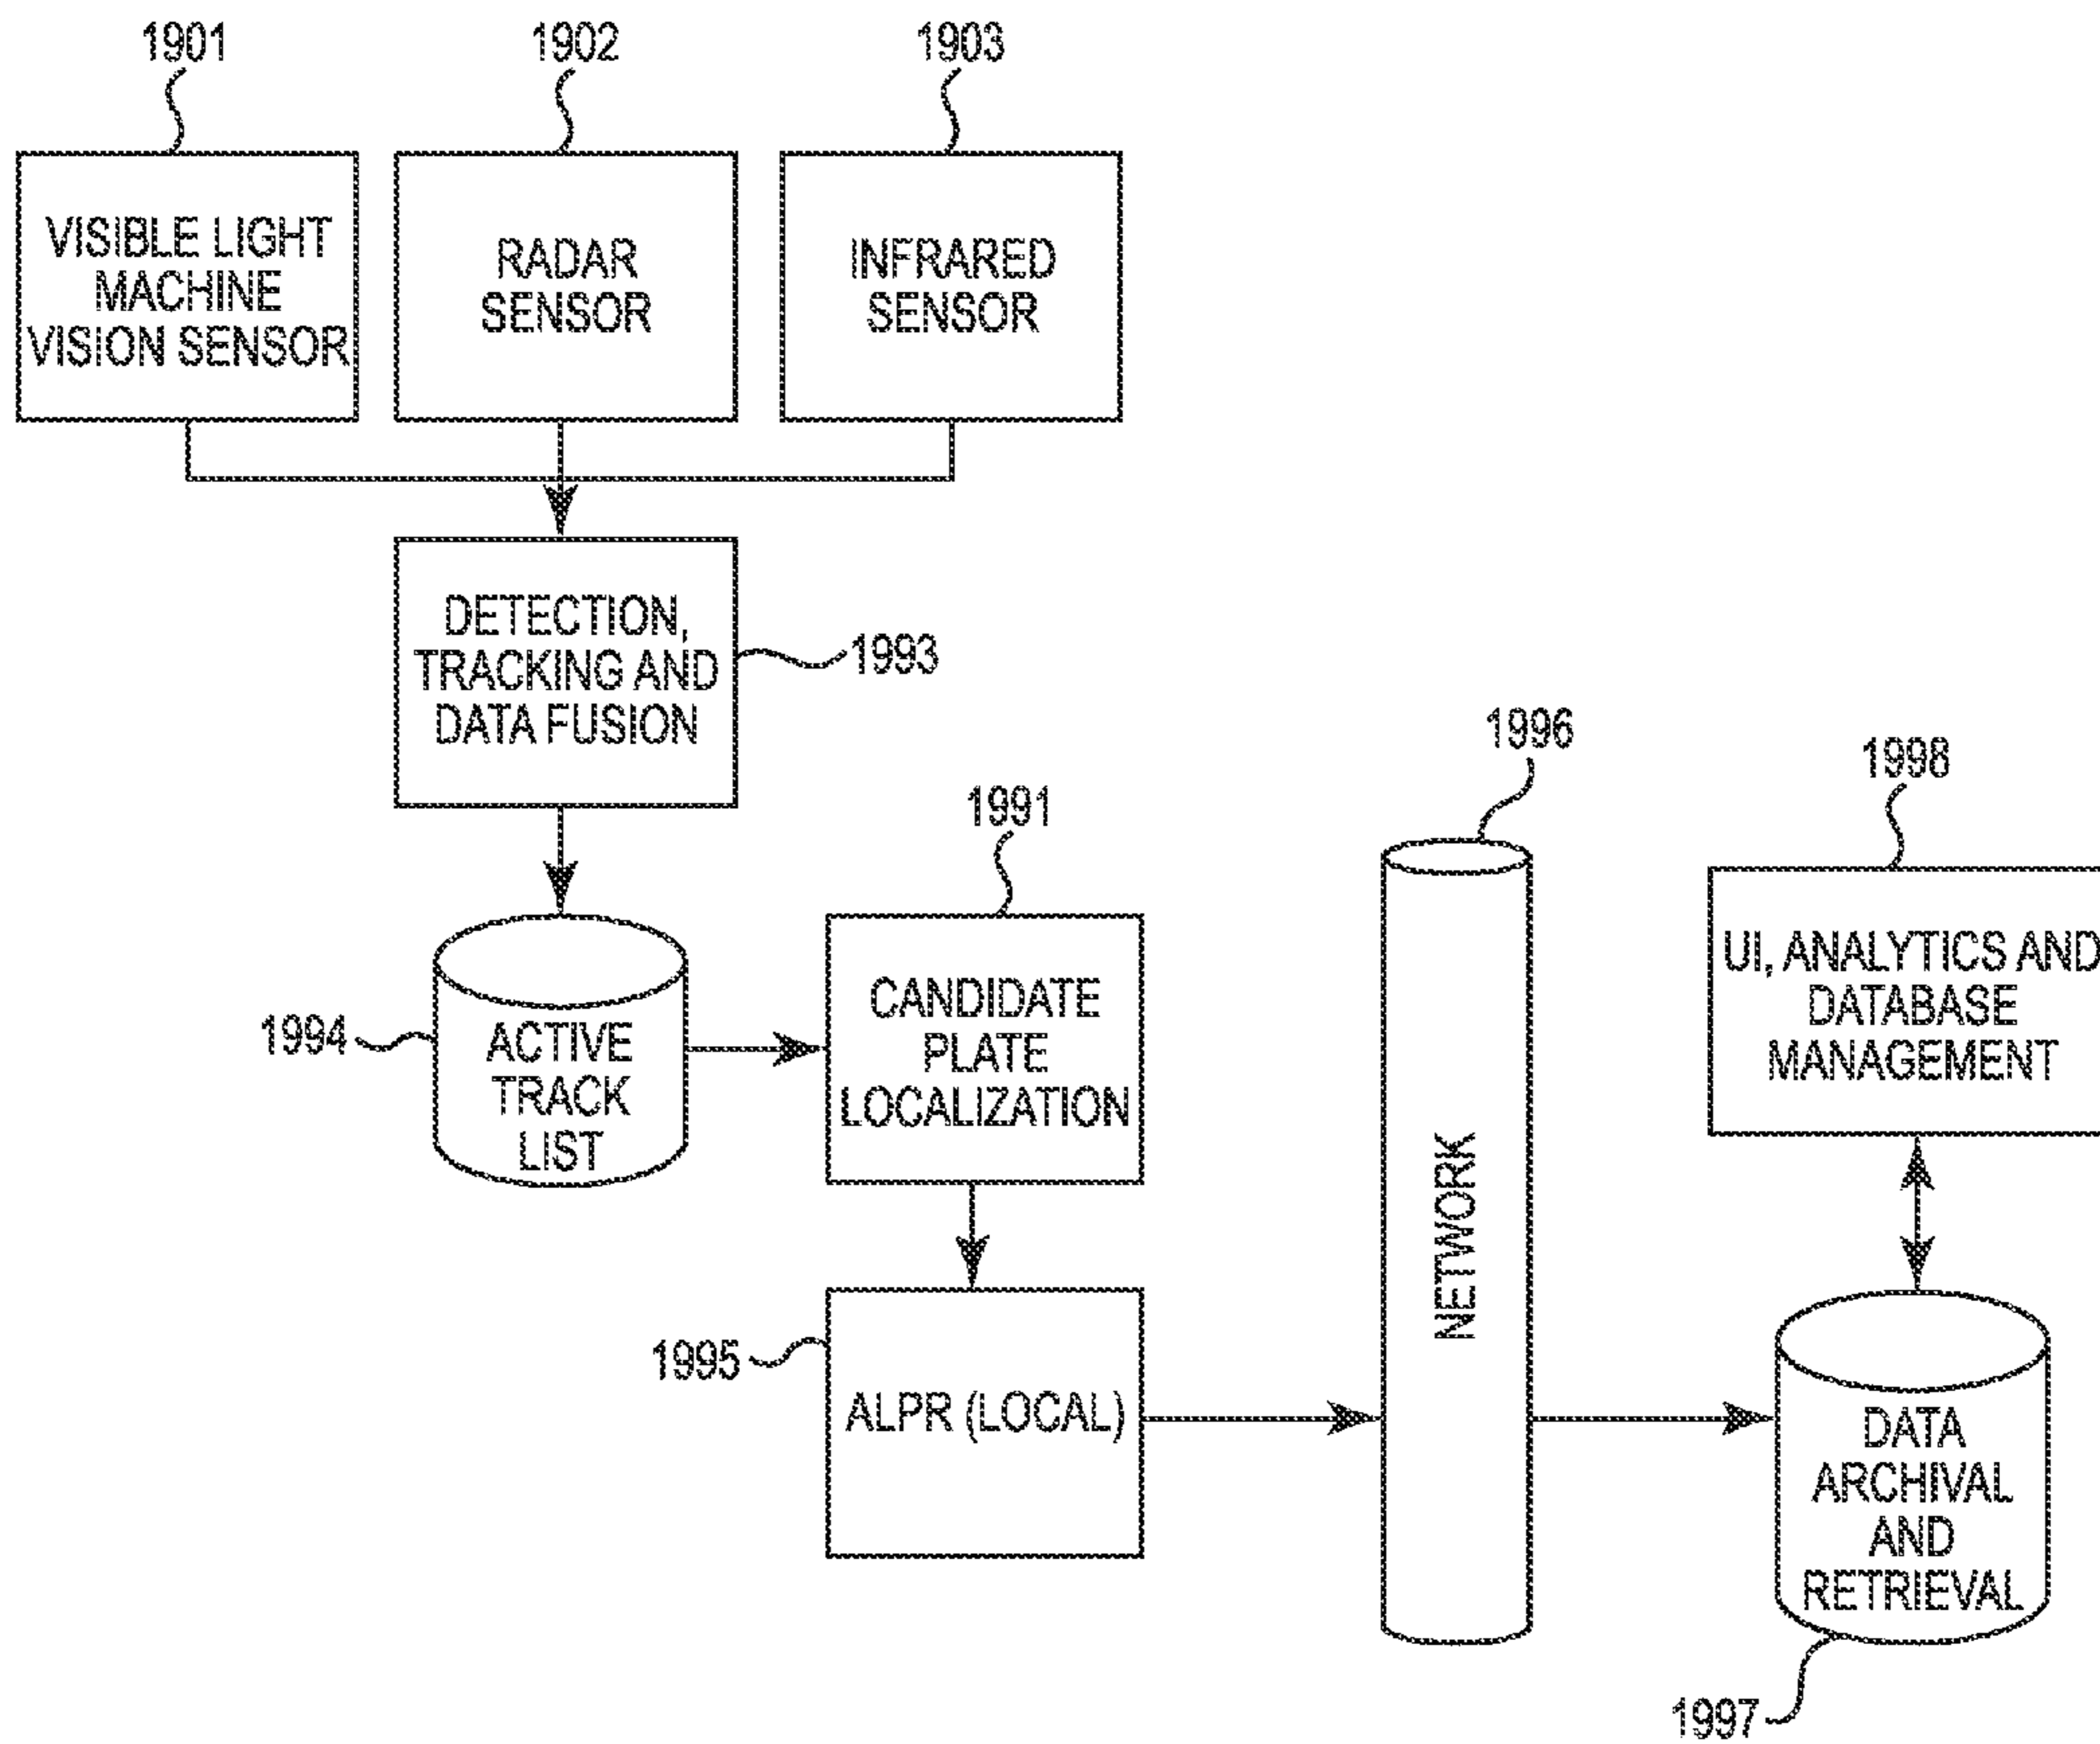 1901
1902
1903
VISIBLE LIGHT
MACHINE
VISION SENSOR
RADAR
SENSOR
INFRARED
SENSOR
DETECTION,
TRACKING AND
DATA FUSION
1993
1994
ACTIVE
TRACK
LIST
1991
CANDIDATE
PLATE
LOCALIZATION
1995
ALPR (LOCAL)
1996
NETWORK
1998
UI, ANALYTICS AND
DATABASE
MANAGEMENT
DATA
ARCHIVAL
AND
RETRIEVAL
1997